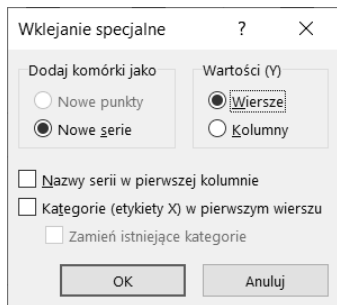 Wklejanie specjalne ?
Dodaj komórki jako
Nowe punkty
Nowe serie
Wartości (Y)
Wiersze
Kolumny
Nazwy serii w pierwszej kolumnie
Kategorie (etykiety X) w pierwszym wierszu
Zamień istniejące kategorie
OK Anuluj